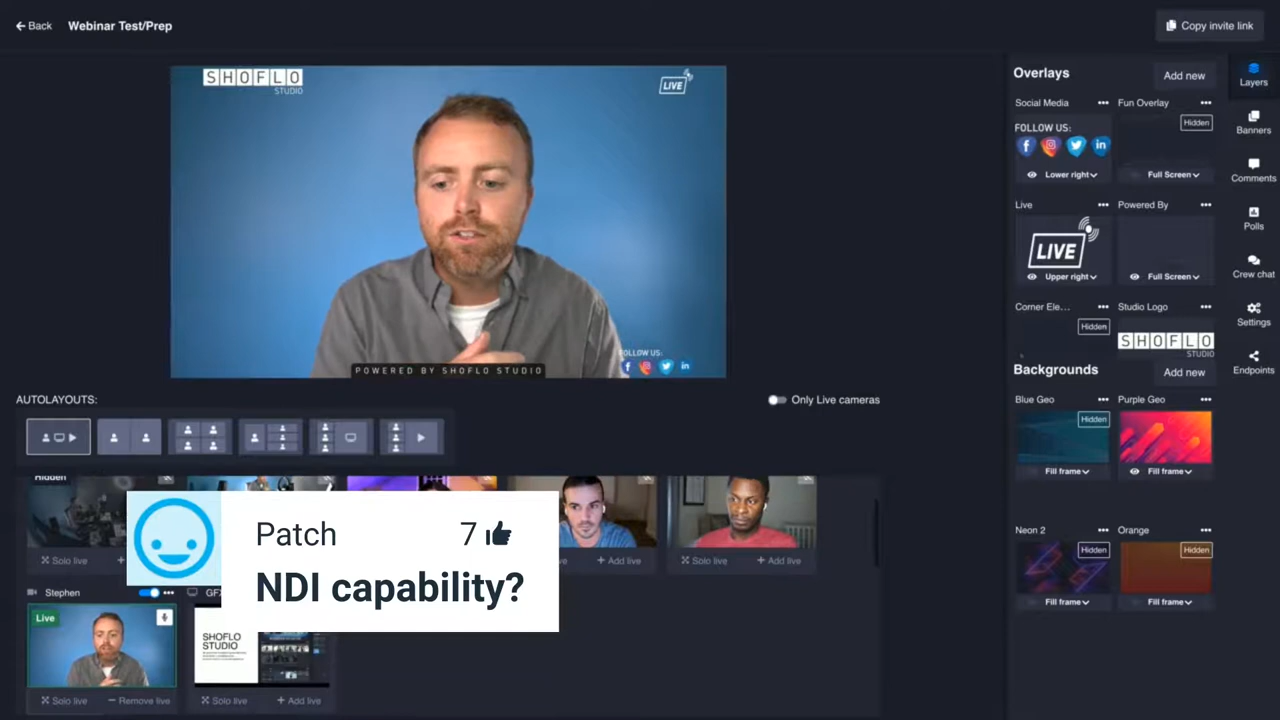 Back
Webinar Test/Prep
Copy invite link
SHOFLO
STUDIO
LIVE
FOLLOW US:
POWERED BY SHOFLO STUDIO
Overlays
Add new
Social Media
•••
Fun Overlay
•••
FOLLOW US:
Hidden
Lower right
Full Screen
Live
•••
Powered By
•••
LIVE
Upper right
Full Screen
Corner Ele...
•••
Studio Logo
•••
Hidden
SHOFLO
STUDIO
Backgrounds
Add new
Blue Geo
•••
Purple Geo
•••
Hidden
Fill frame
Fill frame
Neon 2
•••
Orange
•••
Hidden
Hidden
Fill frame
Fill frame
Layers
Banners
Comments
Polls
Crew chat
Settings
Endpoints
AUTOLAYOUTS:
Only Live cameras
Hidden
Solo live
+ Add live
Solo live
+ Add live
Patch
7
NDI capability?
Stephen
•••
Live
SHOFLO
STUDIO
Solo live
− Remove live
Solo live
+ Add live